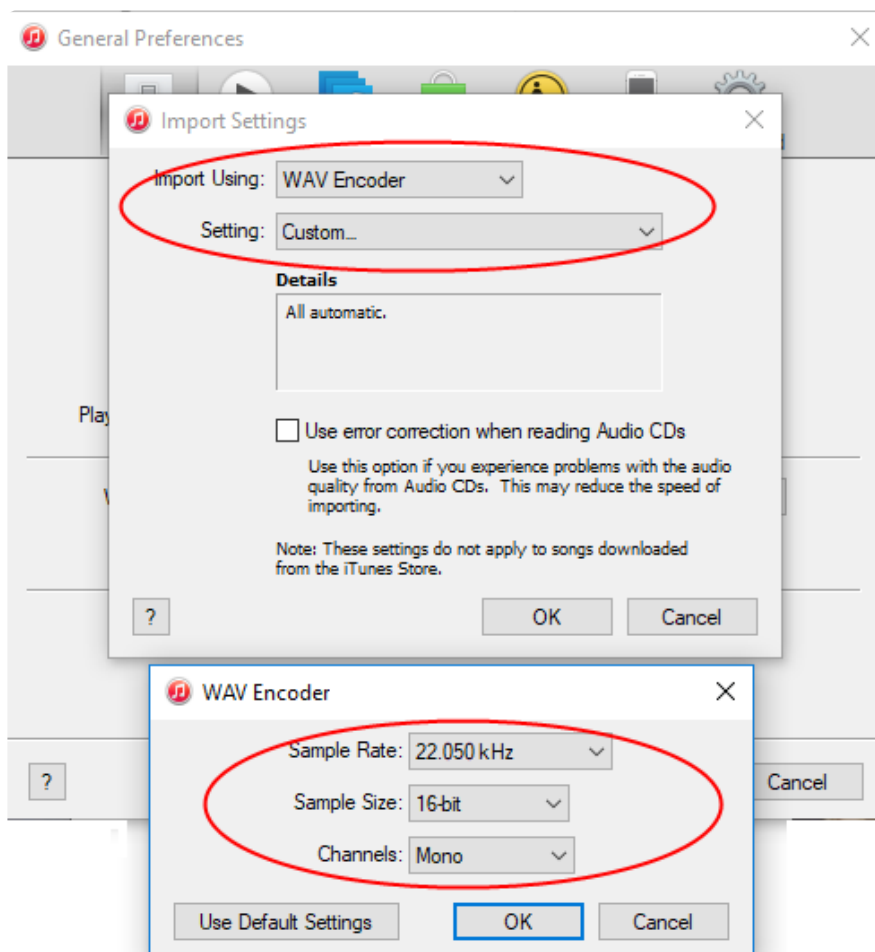 General Preferences
Import Settings
Import Using: WAV Encoder
Setting: Custom...
Details
All automatic.
Use error correction when reading Audio CDs
Use this option if you experience problems with the audio
quality from Audio CDs. This may reduce the speed of
importing.
Note: These settings do not apply to songs downloaded
from the iTunes Store.
? OK Cancel
Play
WAV Encoder
Sample Rate: 22.050 kHz
Sample Size: 16-bit
Channels: Mono
Use Default Settings OK Cancel
? Cancel